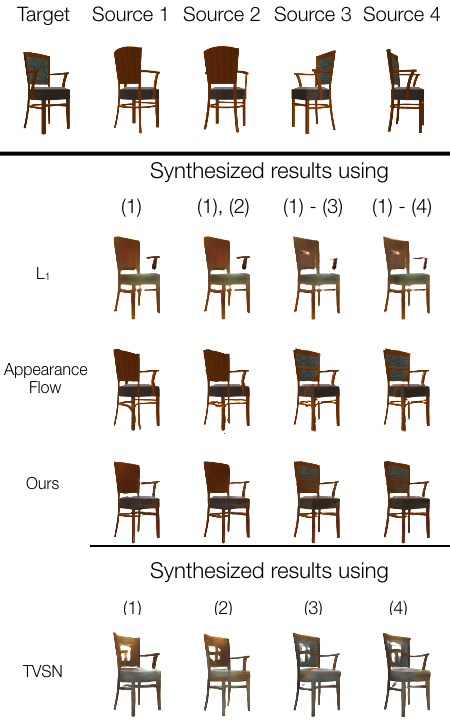 Target Source 1 Source 2 Source 3 Source 4
Synthesized results using
(1) (1), (2) (1) - (3) (1) - (4)
L₁
Appearance
Flow
Ours
Synthesized results using
(1) (2) (3) (4)
TVSN